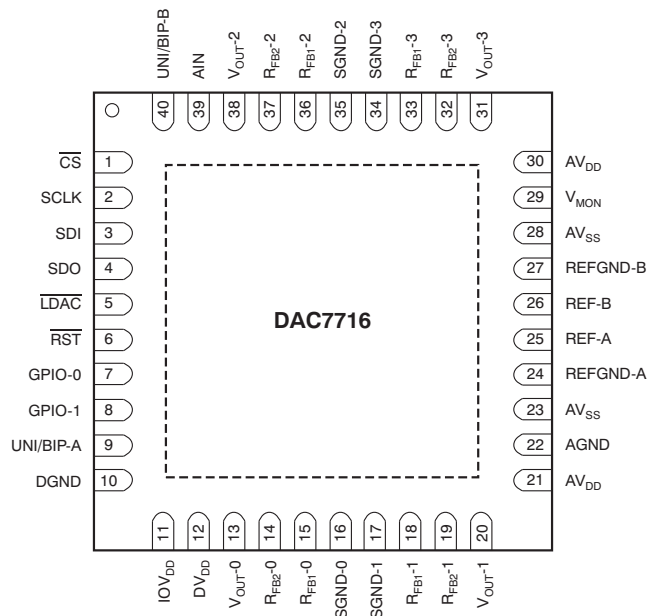 UNI/BIP-B
AIN
VOUT-2
RFB2-2
RFB1-2
SGND-2
SGND-3
RFB1-3
RFB2-3
VOUT-3
40
39
38
37
36
35
34
33
32
31
CS 1
SCLK 2
SDI 3
SDO 4
LDAC 5
RST 6
GPIO-0 7
GPIO-1 8
UNI/BIP-A 9
DGND 10
DAC7716
30 AVDD
29 VMON
28 AVSS
27 REFGND-B
26 REF-B
25 REF-A
24 REFGND-A
23 AVSS
22 AGND
21 AVDD
11
12
13
14
15
16
17
18
19
20
IOVDD
DVDD
VOUT-0
RFB2-0
RFB1-0
SGND-0
SGND-1
RFB1-1
RFB2-1
VOUT-1